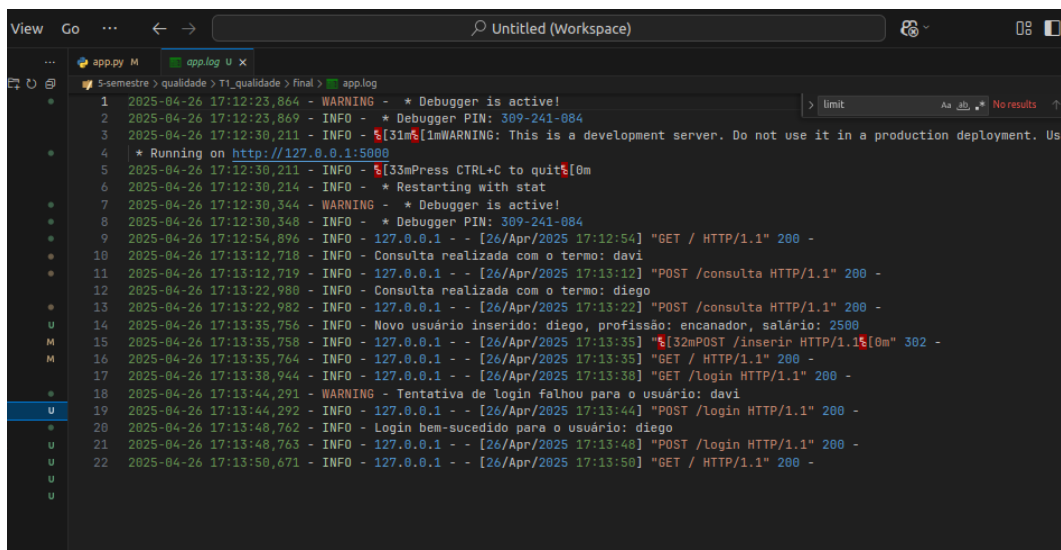 View Go ··· ← → Untitled (Workspace)
··· app.py M app.log U ×
5-semestre > qualidade > T1_qualidade > final > app.log
> limit Aa ab .* No results ↑
1 2025-04-26 17:12:23,864 - WARNING -  * Debugger is active!
2 2025-04-26 17:12:23,869 - INFO -  * Debugger PIN: 309-241-084
3 2025-04-26 17:12:30,211 - INFO - ␛[31m␛[1mWARNING: This is a development server. Do not use it in a production deployment. Us
4 * Running on http://127.0.0.1:5000
5 2025-04-26 17:12:30,211 - INFO - ␛[33mPress CTRL+C to quit␛[0m
6 2025-04-26 17:12:30,214 - INFO -  * Restarting with stat
7 2025-04-26 17:12:30,344 - WARNING -  * Debugger is active!
8 2025-04-26 17:12:30,348 - INFO -  * Debugger PIN: 309-241-084
9 2025-04-26 17:12:54,896 - INFO - 127.0.0.1 - - [26/Apr/2025 17:12:54] "GET / HTTP/1.1" 200 -
10 2025-04-26 17:13:12,718 - INFO - Consulta realizada com o termo: davi
11 2025-04-26 17:13:12,719 - INFO - 127.0.0.1 - - [26/Apr/2025 17:13:12] "POST /consulta HTTP/1.1" 200 -
12 2025-04-26 17:13:22,980 - INFO - Consulta realizada com o termo: diego
13 2025-04-26 17:13:22,982 - INFO - 127.0.0.1 - - [26/Apr/2025 17:13:22] "POST /consulta HTTP/1.1" 200 -
U 14 2025-04-26 17:13:35,756 - INFO - Novo usuário inserido: diego, profissão: encanador, salário: 2500
M 15 2025-04-26 17:13:35,758 - INFO - 127.0.0.1 - - [26/Apr/2025 17:13:35] "␛[32mPOST /inserir HTTP/1.1␛[0m" 302 -
M 16 2025-04-26 17:13:35,764 - INFO - 127.0.0.1 - - [26/Apr/2025 17:13:35] "GET / HTTP/1.1" 200 -
17 2025-04-26 17:13:38,944 - INFO - 127.0.0.1 - - [26/Apr/2025 17:13:38] "GET /login HTTP/1.1" 200 -
18 2025-04-26 17:13:44,291 - WARNING - Tentativa de login falhou para o usuário: davi
U 19 2025-04-26 17:13:44,292 - INFO - 127.0.0.1 - - [26/Apr/2025 17:13:44] "POST /login HTTP/1.1" 200 -
20 2025-04-26 17:13:48,762 - INFO - Login bem-sucedido para o usuário: diego
U 21 2025-04-26 17:13:48,763 - INFO - 127.0.0.1 - - [26/Apr/2025 17:13:48] "POST /login HTTP/1.1" 200 -
U 22 2025-04-26 17:13:50,671 - INFO - 127.0.0.1 - - [26/Apr/2025 17:13:50] "GET / HTTP/1.1" 200 -
U
U